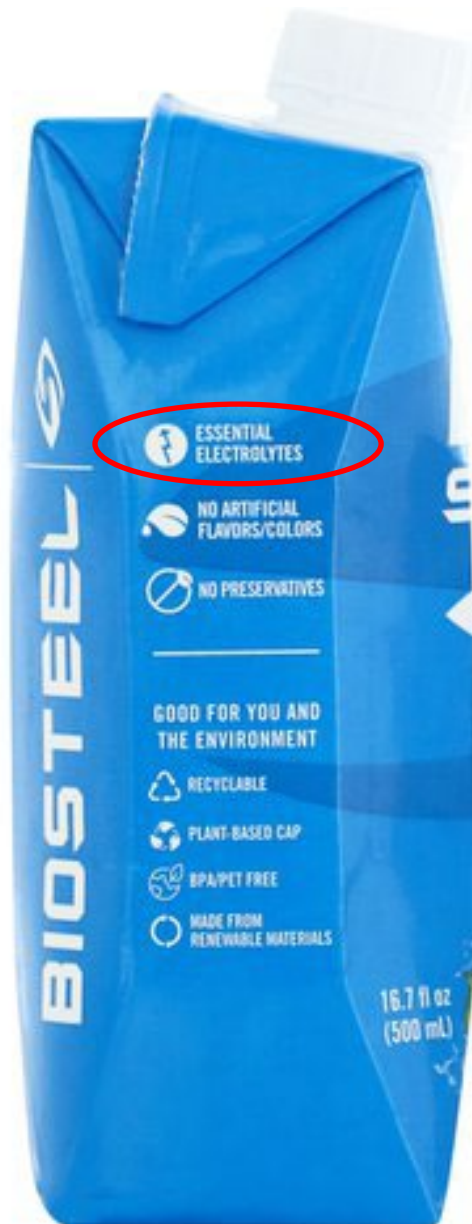 BIOSTEEL
ESSENTIAL
ELECTROLYTES
NO ARTIFICIAL
FLAVORS/COLORS
NO PRESERVATIVES
GOOD FOR YOU AND
THE ENVIRONMENT
RECYCLABLE
PLANT-BASED CAP
BPA/PET FREE
MADE FROM
RENEWABLE MATERIALS
16.7 fl oz
(500 mL)